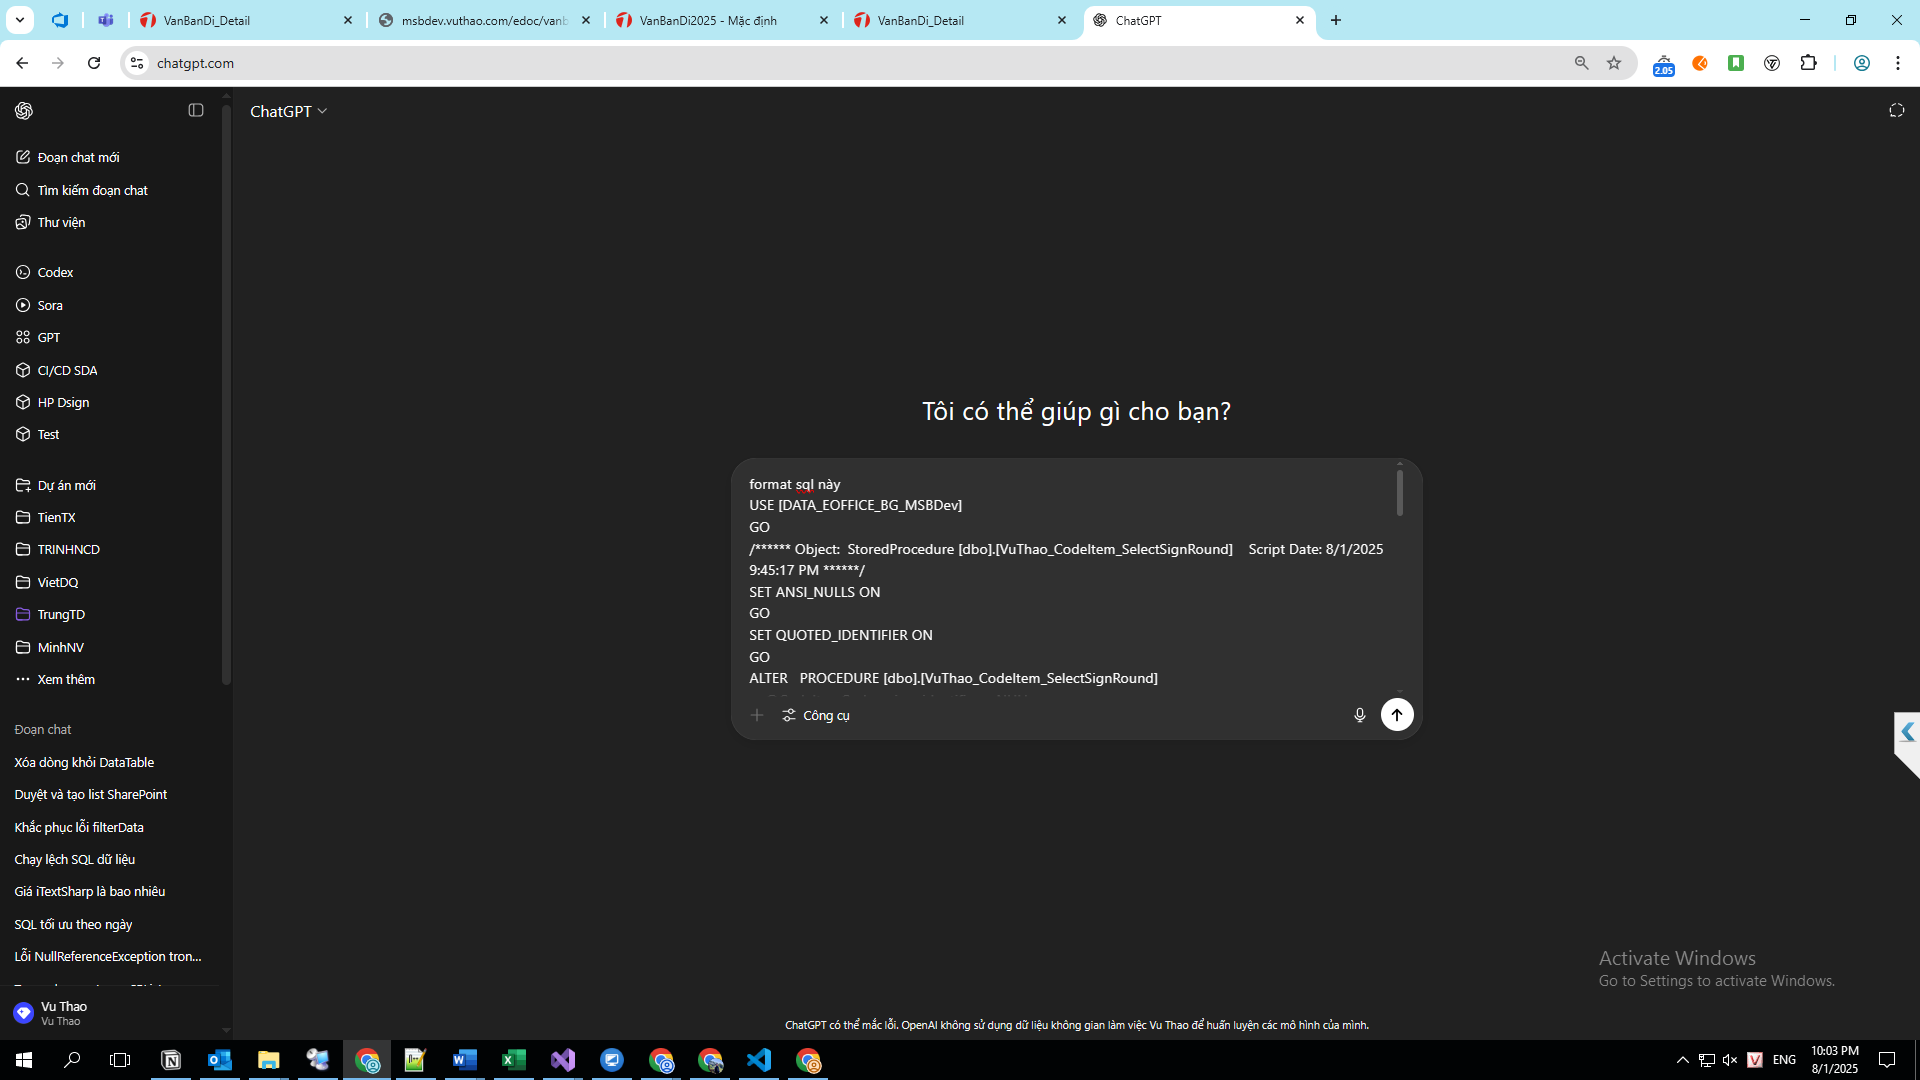 VanBanDi_Detail
msbdev.vuthao.com/edoc/vanb
VanBanDi2025 - Mặc định
VanBanDi_Detail
ChatGPT
chatgpt.com
2.05
ChatGPT
Đoạn chat mới
Tìm kiếm đoạn chat
Thư viện
Codex
Sora
GPT
CI/CD SDA
HP Dsign
Test
Dự án mới
TienTX
TRINHNCD
VietDQ
TrungTD
MinhNV
Xem thêm
Đoạn chat
Xóa dòng khỏi DataTable
Duyệt và tạo list SharePoint
Khắc phục lỗi filterData
Chạy lệch SQL dữ liệu
Giá iTextSharp là bao nhiêu
SQL tối ưu theo ngày
Lỗi NullReferenceException tron...
Vu Thao
Vu Thao
Tôi có thể giúp gì cho bạn?
format sql này
USE [DATA_EOFFICE_BG_MSBDev]
GO
/****** Object:  StoredProcedure [dbo].[VuThao_CodeItem_SelectSignRound]    Script Date: 8/1/2025
9:45:17 PM ******/
SET ANSI_NULLS ON
GO
SET QUOTED_IDENTIFIER ON
GO
ALTER   PROCEDURE [dbo].[VuThao_CodeItem_SelectSignRound]
Công cụ
ChatGPT có thể mắc lỗi. OpenAI không sử dụng dữ liệu không gian làm việc Vu Thao để huấn luyện các mô hình của mình.
Activate Windows
Go to Settings to activate Windows.
ENG
10:03 PM
8/1/2025